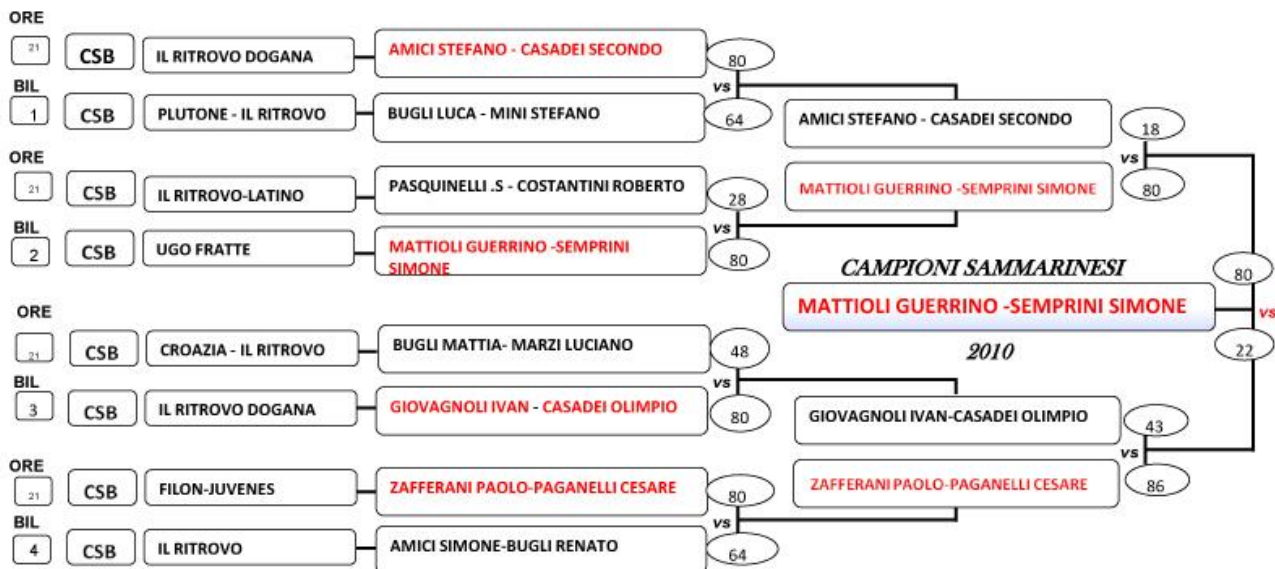 ORE
21 CSB IL RITROVO DOGANA AMICI STEFANO - CASADEI SECONDO 80
vs
BIL
1 CSB PLUTONE - IL RITROVO BUGLI LUCA - MINI STEFANO 64
AMICI STEFANO - CASADEI SECONDO 18
vs
ORE
21 CSB IL RITROVO-LATINO PASQUINELLI .S - COSTANTINI ROBERTO 28
MATTIOLI GUERRINO -SEMPRINI SIMONE 80
vs
BIL
2 CSB UGO FRATTE MATTIOLI GUERRINO -SEMPRINI
SIMONE 80
CAMPIONI SAMMARINESI 80
MATTIOLI GUERRINO -SEMPRINI SIMONE vs
2010 22
ORE
21 CSB CROAZIA - IL RITROVO BUGLI MATTIA- MARZI LUCIANO 48
vs
BIL
3 CSB IL RITROVO DOGANA GIOVAGNOLI IVAN - CASADEI OLIMPIO 80
GIOVAGNOLI IVAN-CASADEI OLIMPIO 43
vs
ORE
21 CSB FILON-JUVENES ZAFFERANI PAOLO-PAGANELLI CESARE 80
ZAFFERANI PAOLO-PAGANELLI CESARE 86
vs
BIL
4 CSB IL RITROVO AMICI SIMONE-BUGLI RENATO 64